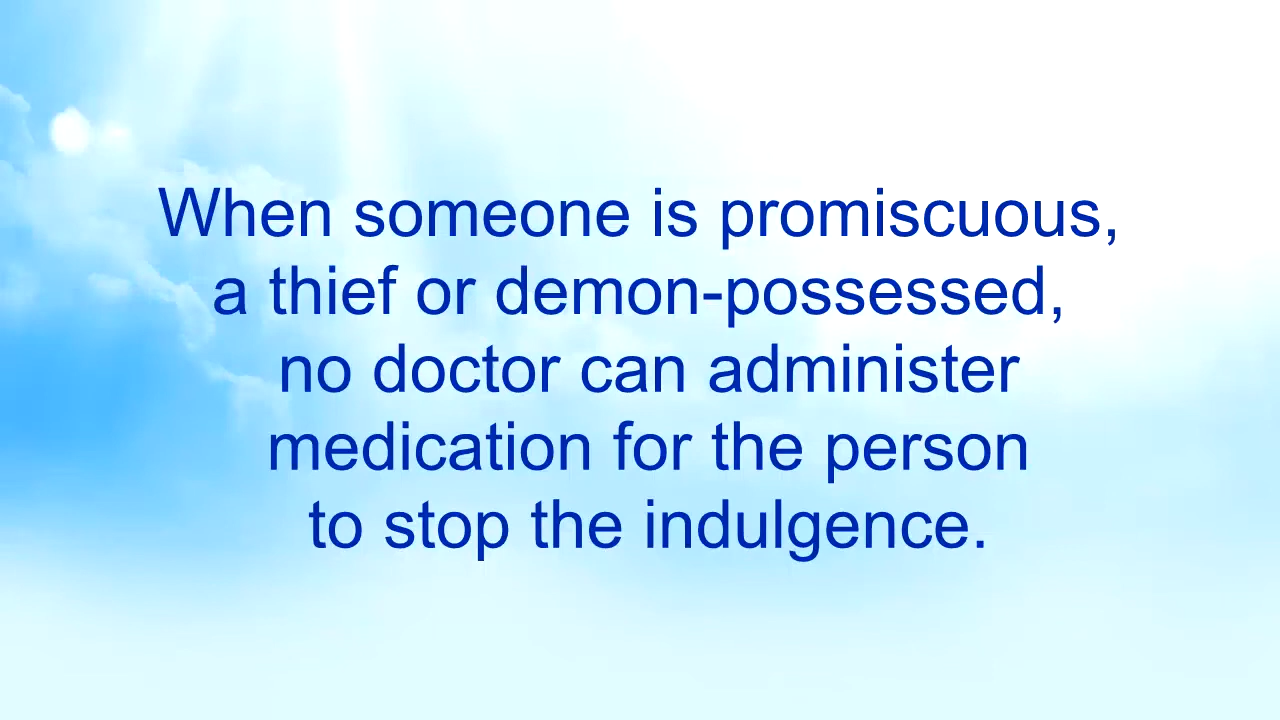 When someone is promiscuous,
a thief or demon-possessed,
no doctor can administer
medication for the person
to stop the indulgence.